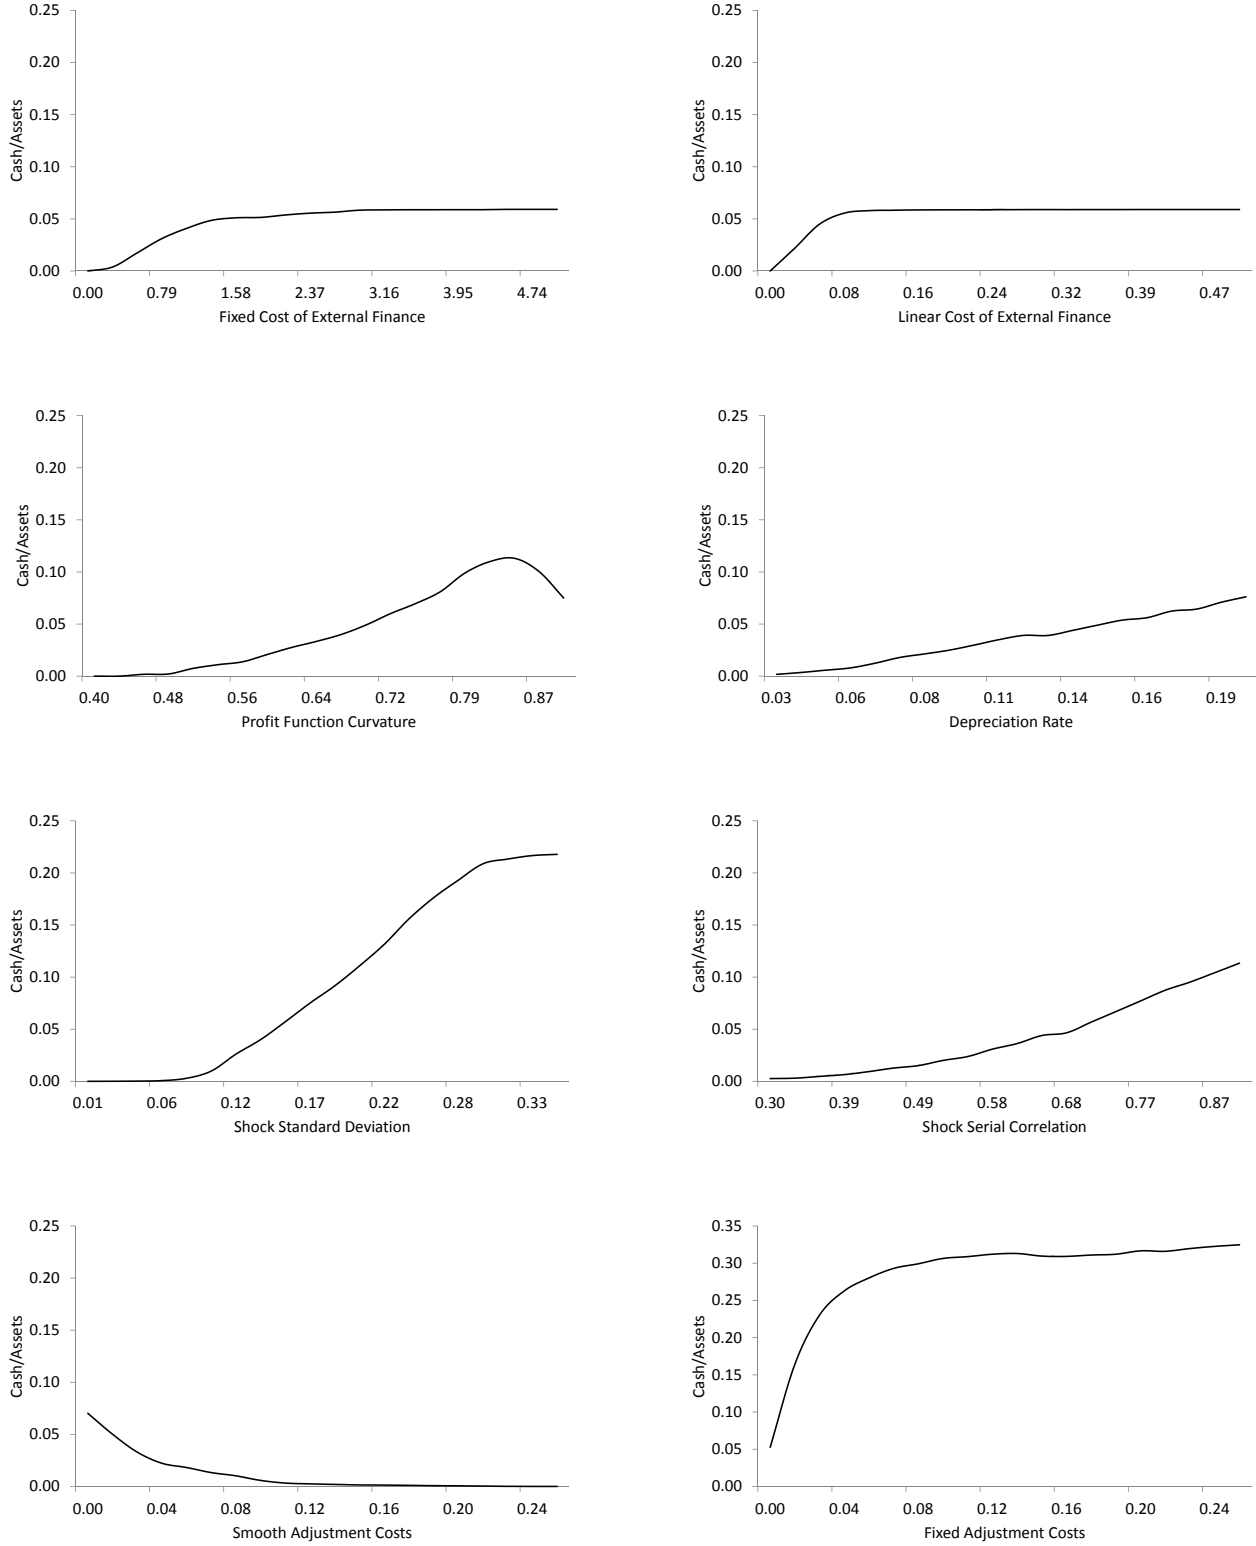 0.25
0.20
0.15
0.10
0.05
0.00
Cash/Assets
0.00 0.79 1.58 2.37 3.16 3.95 4.74
Fixed Cost of External Finance
0.25
0.20
0.15
0.10
0.05
0.00
Cash/Assets
0.00 0.08 0.16 0.24 0.32 0.39 0.47
Linear Cost of External Finance
0.25
0.20
0.15
0.10
0.05
0.00
Cash/Assets
0.40 0.48 0.56 0.64 0.72 0.79 0.87
Profit Function Curvature
0.25
0.20
0.15
0.10
0.05
0.00
Cash/Assets
0.03 0.06 0.08 0.11 0.14 0.16 0.19
Depreciation Rate
0.25
0.20
0.15
0.10
0.05
0.00
Cash/Assets
0.01 0.06 0.12 0.17 0.22 0.28 0.33
Shock Standard Deviation
0.25
0.20
0.15
0.10
0.05
0.00
Cash/Assets
0.30 0.39 0.49 0.58 0.68 0.77 0.87
Shock Serial Correlation
0.25
0.20
0.15
0.10
0.05
0.00
Cash/Assets
0.00 0.04 0.08 0.12 0.16 0.20 0.24
Smooth Adjustment Costs
0.35
0.30
0.25
0.20
0.15
0.10
0.05
0.00
Cash/Assets
0.00 0.04 0.08 0.12 0.16 0.20 0.24
Fixed Adjustment Costs